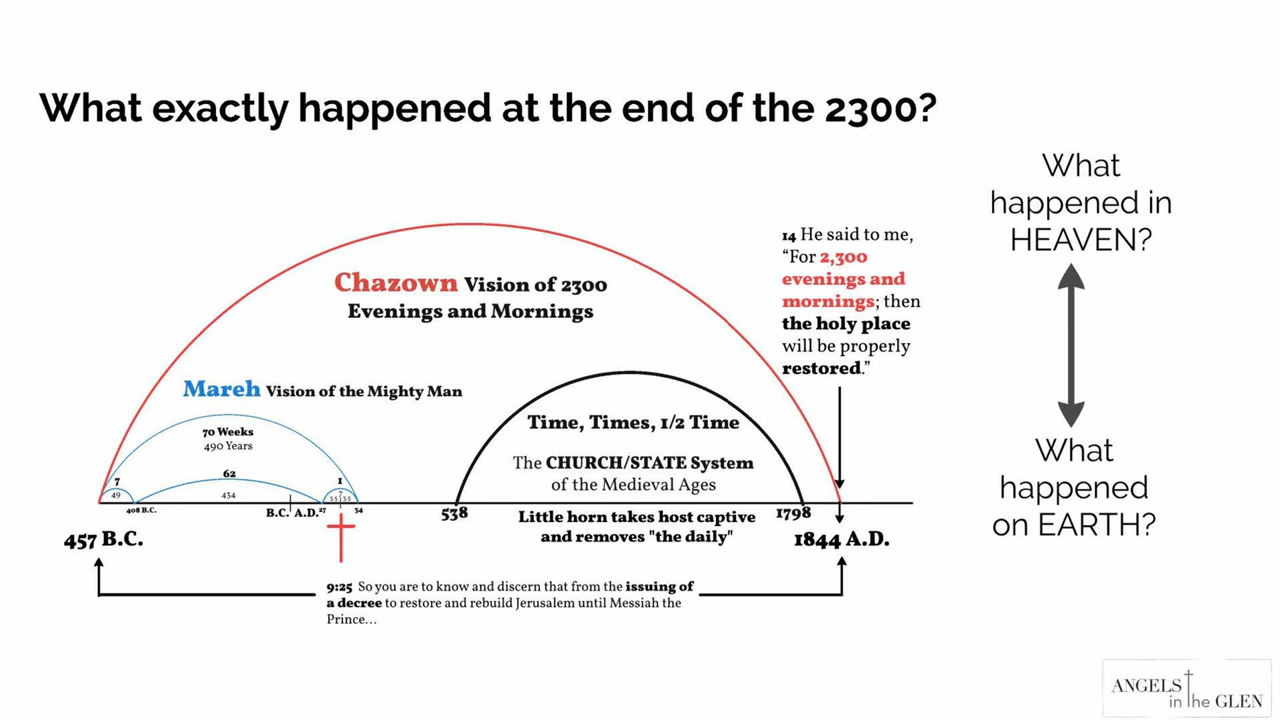 What exactly happened at the end of the 2300?
What
happened in
HEAVEN?
14 He said to me,
“For 2,300
evenings and
mornings; then
the holy place
will be properly
restored.”
Chazown Vision of 2300
Evenings and Mornings
Mareh Vision of the Mighty Man
70 Weeks
490 Years
7
62
1
49
434
7
3.5
3.5
Time, Times, 1/2 Time
The CHURCH/STATE System
of the Medieval Ages
What
happened
on EARTH?
408 B.C.
B.C.
A.D.
27
34
538
1798
Little horn takes host captive
and removes "the daily"
457 B.C.
1844 A.D.
9:25 So you are to know and discern that from the issuing of
a decree to restore and rebuild Jerusalem until Messiah the
Prince…
ANGELS
in the GLEN